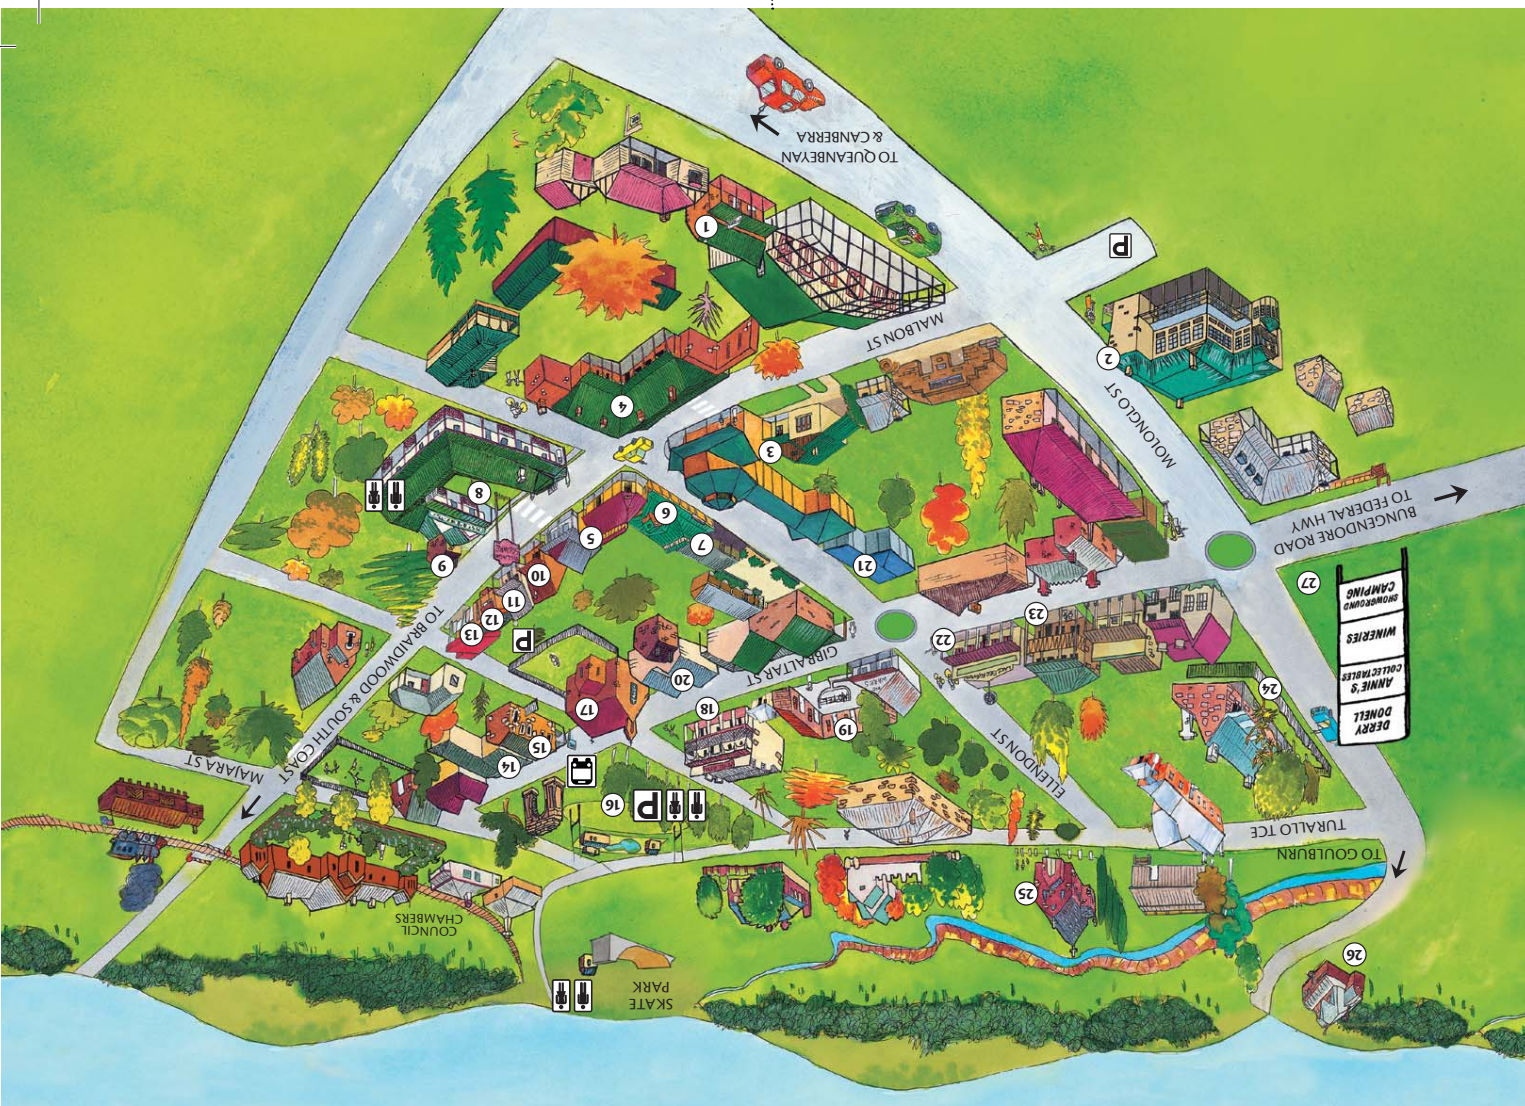 SKATE
PARK
26
COUNCIL
CHAMBERS
25
TO GOULBURN
TURALLO TCE
P
16
MAJARA ST
ELLENDON ST
14
15
DERRY
DONELL
ANNIE'S
COLLECTABLES
WINERIES
SHOWGROUND
CAMPING
24
19
18
17
20
GIBRALTAR ST
TO BRAIDWOOD & SOUTH COAST
22
23
P
13
12
11
10
27
9
21
7
5
6
8
BUNGENDORE ROAD
TO FEDERAL HWY
3
MOLONGLO ST
4
2
MALBON ST
P
1
TO QUEANBEYAN
& CANBERRA